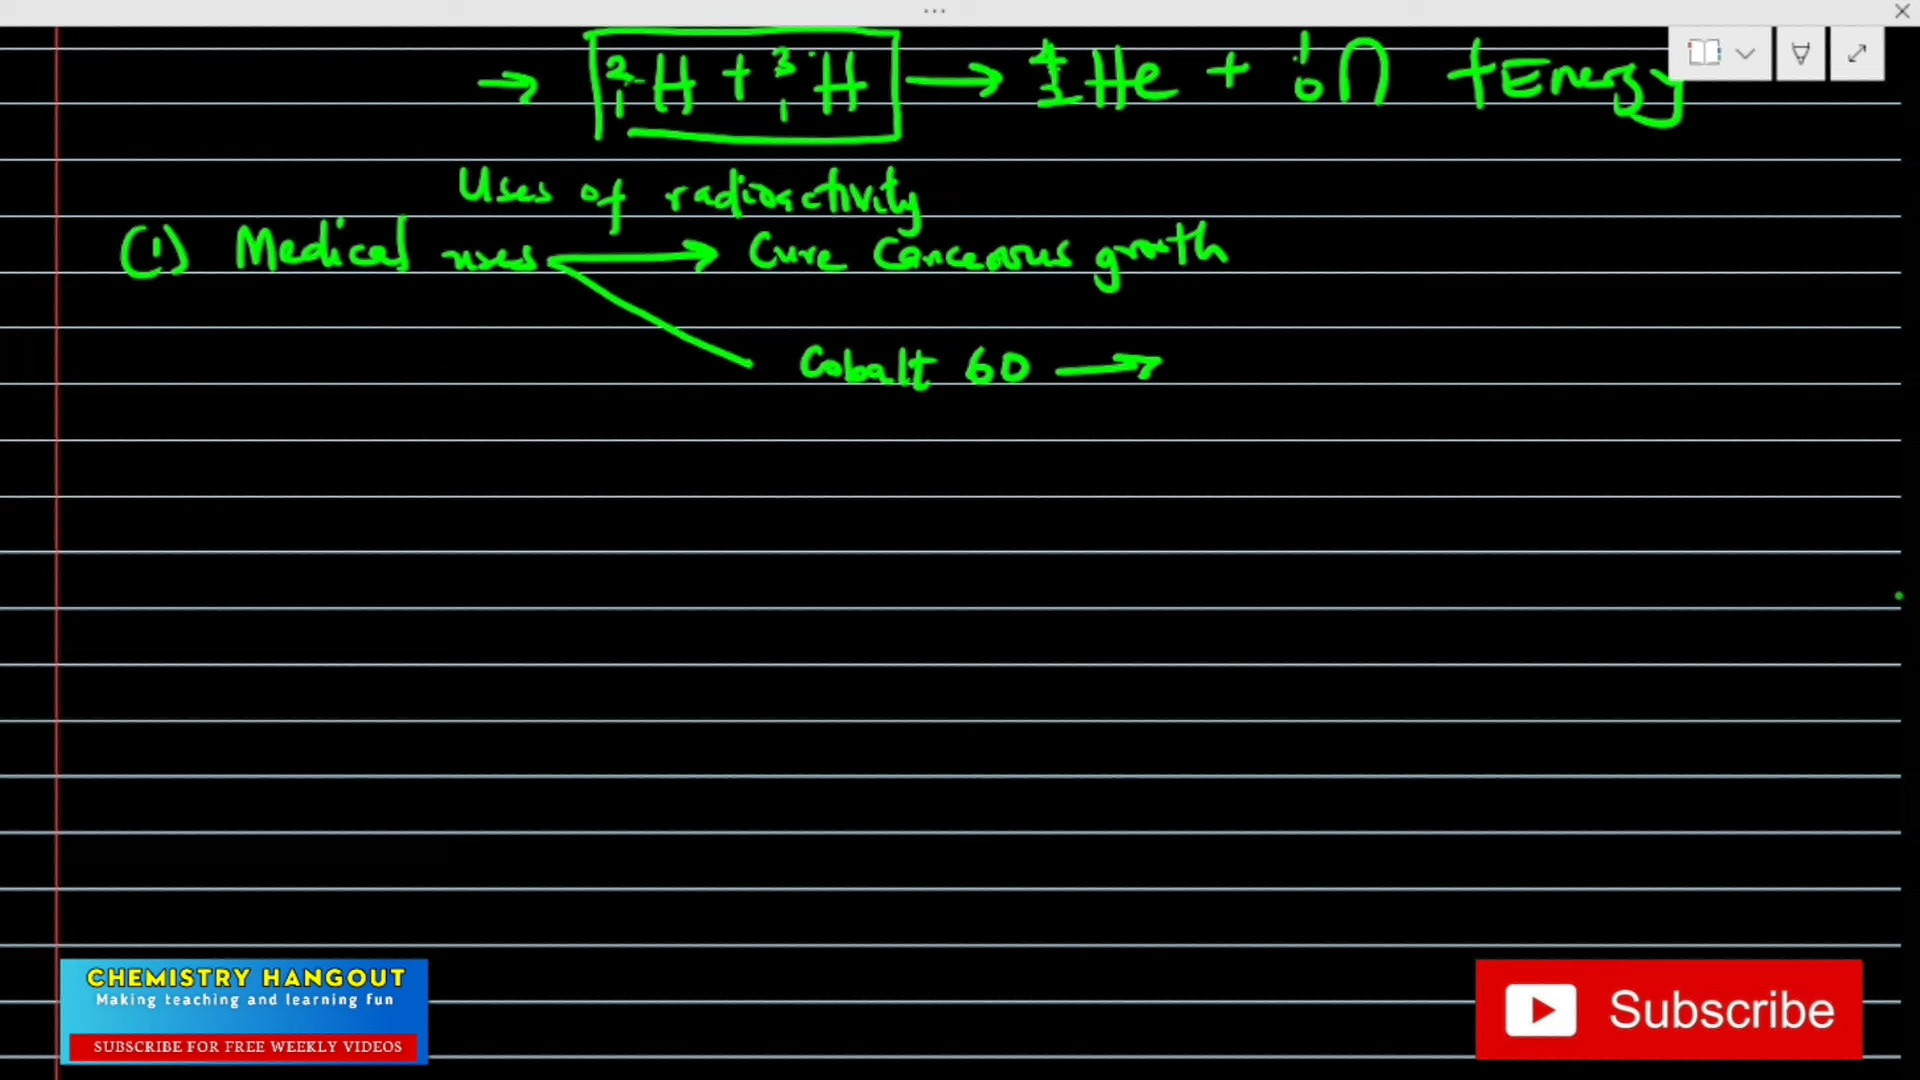 → ²₁H + ³₁H → ⁴₂He + ¹₀n + Energy
Uses of radioactivity
(1) Medical uses → Cure Cancerous growth
Cobalt 60 →
CHEMISTRY HANGOUT
Making teaching and learning fun
SUBSCRIBE FOR FREE WEEKLY VIDEOS
Subscribe